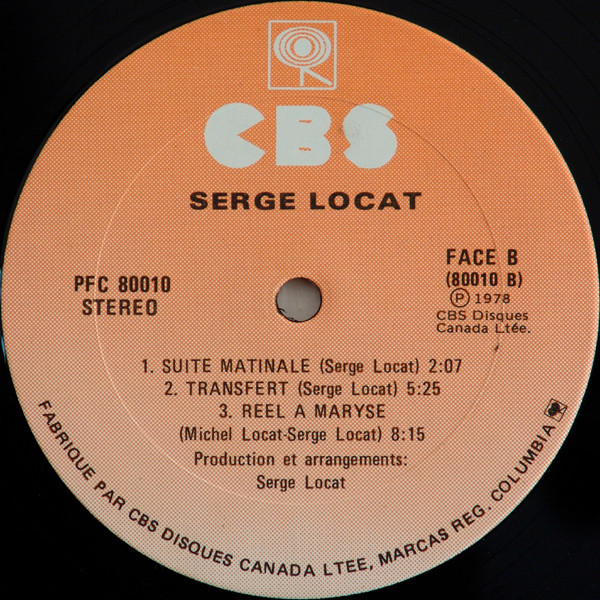 CBS
SERGE LOCAT
PFC 80010
STEREO
FACE B
(80010 B)
Ⓟ 1978
CBS Disques
Canada Ltée.
1. SUITE MATINALE (Serge Locat) 2:07
2. TRANSFERT (Serge Locat) 5:25
3. REEL A MARYSE
(Michel Locat-Serge Locat) 8:15
Production et arrangements:
Serge Locat
FABRIQUE PAR CBS DISQUES CANADA LTEE, MARCAS REG. COLUMBIA